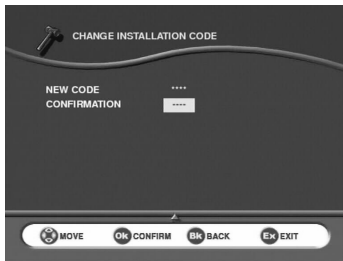 CHANGE INSTALLATION CODE
NEW CODE ****
CONFIRMATION ----
MOVE Ok CONFIRM Bk BACK Ex EXIT